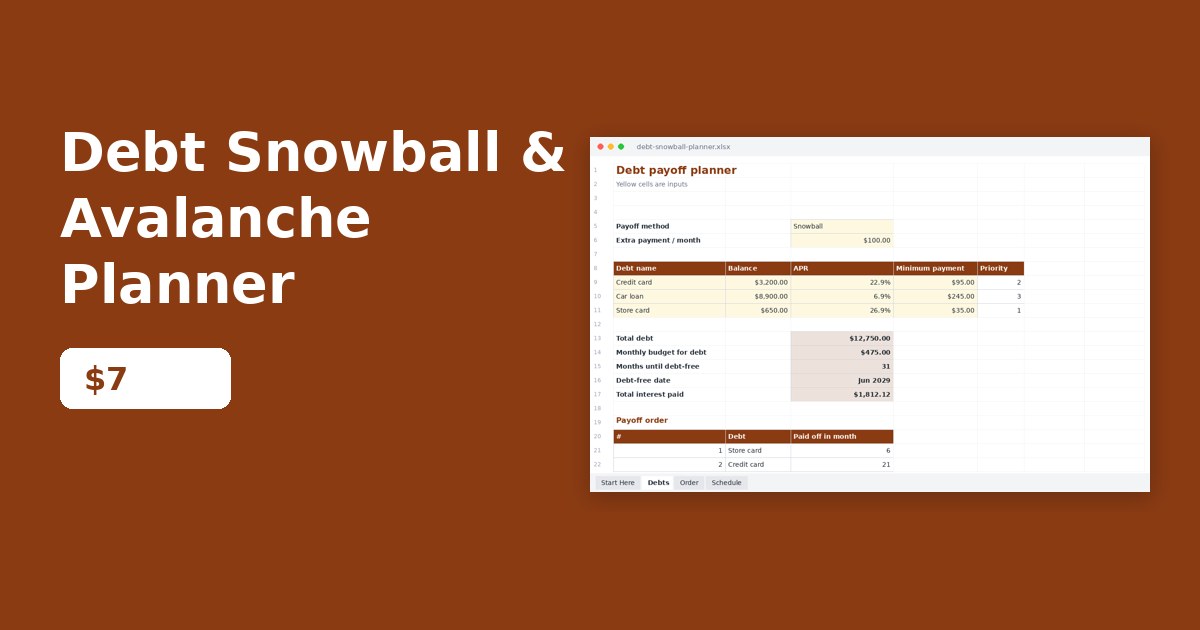 Debt Snowball &
Avalanche
Planner
$7
debt-snowball-planner.xlsx
1 Debt payoff planner
2 Yellow cells are inputs
3
4
5 Payoff method Snowball
6 Extra payment / month $100.00
7
8 Debt name Balance APR Minimum payment Priority
9 Credit card $3,200.00 22.9% $95.00 2
10 Car loan $8,900.00 6.9% $245.00 3
11 Store card $650.00 26.9% $35.00 1
12
13 Total debt $12,750.00
14 Monthly budget for debt $475.00
15 Months until debt-free 31
16 Debt-free date Jun 2029
17 Total interest paid $1,812.12
18
19 Payoff order
20 # Debt Paid off in month
21 1 Store card 6
22 2 Credit card 21
Start Here Debts Order Schedule